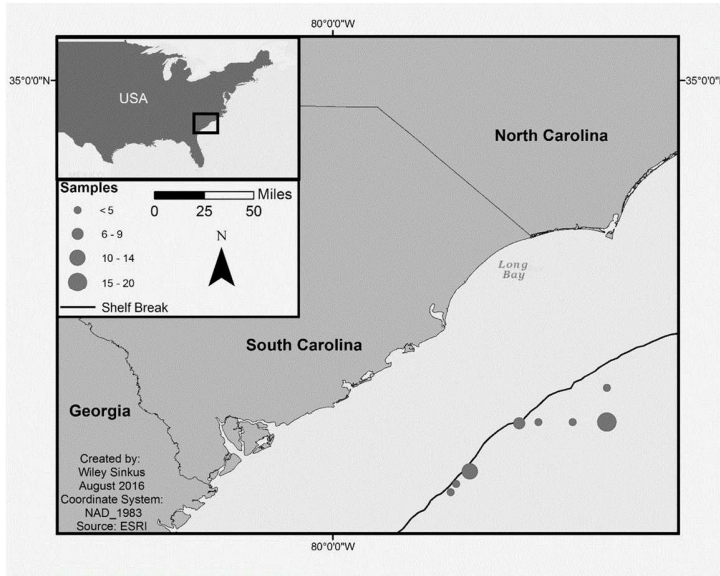 80°0'0"W
35°0'0"N
35°0'0"N
USA
North Carolina
Samples
< 5
6 - 9
10 - 14
15 - 20
Shelf Break
Miles
0 25 50
N
Long
Bay
South Carolina
Georgia
Created by:
Wiley Sinkus
August 2016
Coordinate System:
NAD_1983
Source: ESRI
80°0'0"W